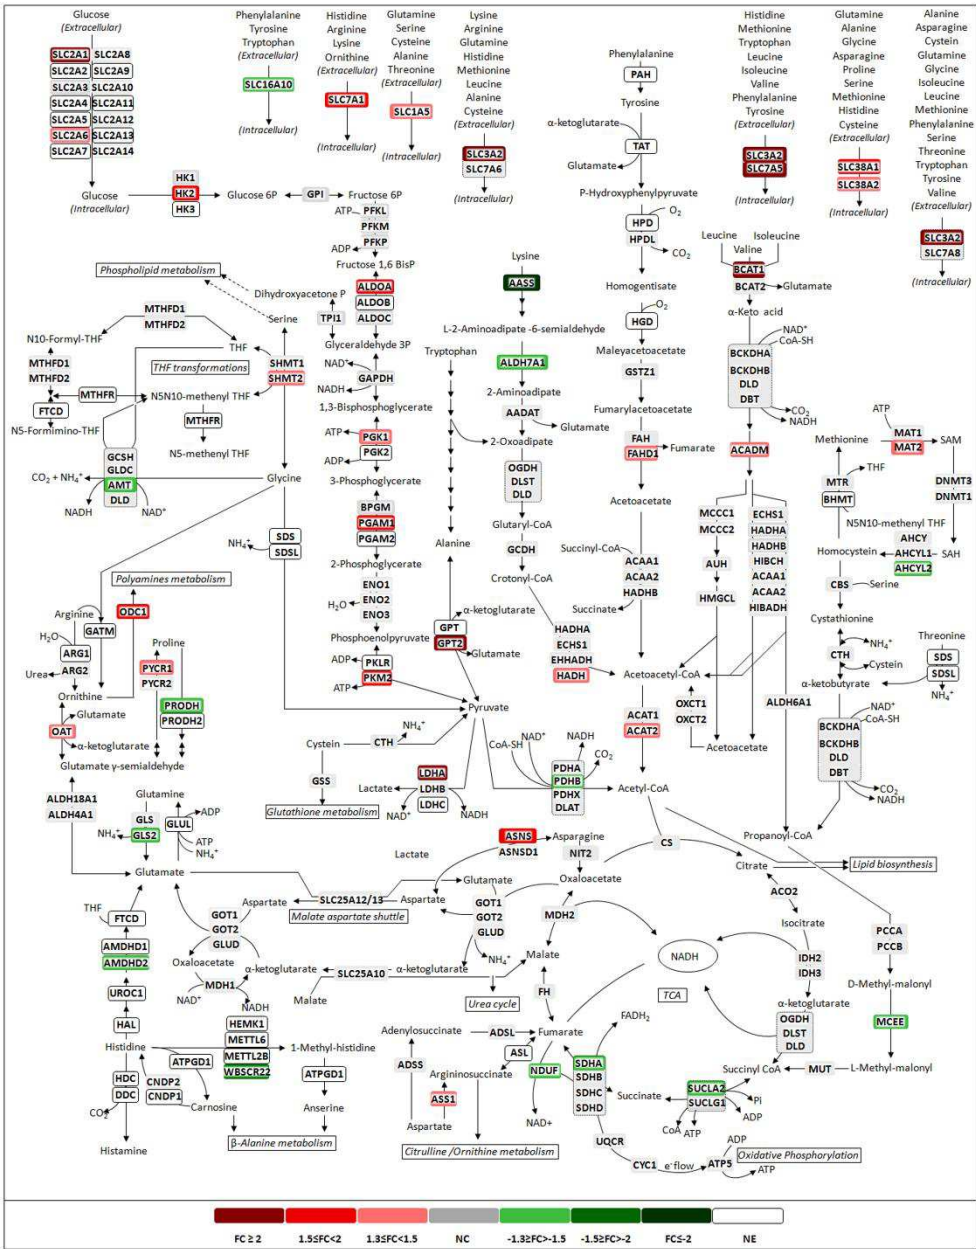 Glucose
(Extracellular)
SLC2A1 SLC2A8
SLC2A2 SLC2A9
SLC2A3 SLC2A10
SLC2A4 SLC2A11
SLC2A5 SLC2A12
SLC2A6 SLC2A13
SLC2A7 SLC2A14
Glucose
(Intracellular)
Phenylalanine
Tyrosine
Tryptophan
(Extracellular)
SLC16A10
(Intracellular)
Histidine
Arginine
Lysine
Ornithine
(Extracellular)
SLC7A1
(Intracellular)
Glutamine
Serine
Cysteine
Alanine
Threonine
(Extracellular)
SLC1A5
(Intracellular)
Lysine
Arginine
Glutamine
Histidine
Methionine
Leucine
Alanine
Cysteine
(Extracellular)
SLC3A2
SLC7A6
(Intracellular)
Phenylalanine
PAH
Tyrosine
α-ketoglutarate
TAT
Glutamate
P-Hydroxyphenylpyruvate
HPD
O₂
HPDL
CO₂
Homogentisate
O₂
HGD
Maleyacetoacetate
GSTZ1
Fumarylacetoacetate
FAH
FAHD1
Fumarate
Acetoacetate
Succinyl-CoA
ACAA1
ACAA2
HADHB
Succinate
Acetoacetyl-CoA
ACAT1
ACAT2
Acetyl-CoA
Histidine
Methionine
Tryptophan
Leucine
Isoleucine
Valine
Phenylalanine
Tyrosine
(Extracellular)
SLC3A2
SLC7A5
(Intracellular)
Glutamine
Alanine
Glycine
Asparagine
Proline
Serine
Methionine
Histidine
Cysteine
(Extracellular)
SLC38A1
SLC38A2
(Intracellular)
Alanine
Asparagine
Cystein
Glutamine
Glycine
Isoleucine
Leucine
Methionine
Phenylalanine
Serine
Threonine
Tryptophan
Tyrosine
Valine
(Extracellular)
SLC3A2
SLC7A8
(Intracellular)
HK1
HK2
HK3
Glucose 6P
GPI
Fructose 6P
ATP
PFKL
PFKM
PFKP
ADP
Fructose 1,6 BisP
ALDOA
ALDOB
ALDOC
Dihydroxyacetone P
TPI1
Glyceraldehyde 3P
NAD⁺
GAPDH
NADH
1,3-Bisphosphoglycerate
ATP
PGK1
PGK2
ADP
3-Phosphoglycerate
BPGM
PGAM1
PGAM2
2-Phosphoglycerate
ENO1
ENO2
ENO3
H₂O
Phosphoenolpyruvate
ADP
PKLR
PKM2
ATP
Pyruvate
Phospholipid metabolism
Serine
MTHFD1
MTHFD2
N10-Formyl-THF
THF
MTHFD1
MTHFD2
THF transformations
SHMT1
SHMT2
MTHFR
N5N10-methenyl THF
FTCD
N5-Formimino-THF
MTHFR
N5-methenyl THF
GCSH
GLDC
AMT
DLD
CO₂ + NH₄⁺
NADH
NAD⁺
Glycine
SDS
SDSL
NH₄⁺
Polyamines metabolism
Arginine
ODC1
GATM
H₂O
ARG1
ARG2
Urea
Ornithine
Proline
PYCR1
PYCR2
PRODH
PRODH2
Glutamate
OAT
α-ketoglutarate
Glutamate γ-semialdehyde
ALDH18A1
ALDH4A1
Glutamine
GLS
GLS2
NH₄⁺
ADP
GLUL
ATP
NH₄⁺
Glutamate
Lysine
AASS
L-2-Aminoadipate -6-semialdehyde
ALDH7A1
2-Aminoadipate
AADAT
Glutamate
2-Oxoadipate
OGDH
DLST
DLD
Glutaryl-CoA
GCDH
Crotonyl-CoA
HADHA
ECHS1
EHHADH
HADH
Tryptophan
Alanine
α-ketoglutarate
GPT
GPT2
Glutamate
Leucine
Isoleucine
Valine
BCAT1
BCAT2
Glutamate
α-Keto acid
NAD⁺
CoA-SH
BCKDHA
BCKDHB
DLD
DBT
CO₂
NADH
ACADM
MCCC1
MCCC2
AUH
HMGCL
ECHS1
HADHA
HADHB
HIBCH
ACAA1
ACAA2
HIBADH
OXCT1
OXCT2
Acetoacetate
ALDH6A1
ATP
MAT1
MAT2
Methionine
SAM
THF
MTR
BHMT
DNMT3
DNMT1
N5N10-methenyl THF
AHCY
AHCYL1
AHCYL2
Homocystein
SAH
CBS
Serine
Cystathionine
NH₄⁺
CTH
Cystein
Threonine
SDS
SDSL
NH₄⁺
α-ketobutyrate
NAD⁺
CoA-SH
BCKDHA
BCKDHB
DLD
DBT
CO₂
NADH
Propanoyl-CoA
Cystein
CTH
NH₄⁺
GSS
Glutathione metabolism
Lactate
LDHA
LDHB
LDHC
NAD⁺
NADH
CoA-SH
NAD⁺
NADH
CO₂
PDHA
PDHB
PDHX
DLAT
ASNS
ASNSD1
Asparagine
NIT2
Lactate
Oxaloacetate
CS
Citrate
Lipid biosynthesis
Aspartate
SLC25A12/13
Malate aspartate shuttle
Glutamate
Aspartate
GOT1
GOT2
GLUD
NH₄⁺
MDH2
Malate
NADH
ACO2
Isocitrate
IDH2
IDH3
α-ketoglutarate
OGDH
DLST
DLD
TCA
PCCA
PCCB
D-Methyl-malonyl
MCEE
L-Methyl-malonyl
MUT
Succinyl CoA
THF
FTCD
AMDHD1
AMDHD2
UROC1
HAL
Histidine
HDC
DDC
CO₂
Histamine
GOT1
GOT2
GLUD
Oxaloacetate
MDH1
NAD⁺
NADH
α-ketoglutarate
SLC25A10
α-ketoglutarate
Malate
Urea cycle
HEMK1
METTL6
METTL2B
WBSCR22
1-Methyl-histidine
ATPGD1
CNDP2
CNDP1
Carnosine
ATPGD1
Anserine
β-Alanine metabolism
Adenylosuccinate
ADSL
ADSS
ASL
Argininosuccinate
ASS1
Aspartate
Citrulline /Ornithine metabolism
FH
Fumarate
FADH₂
NDUF
NAD+
SDHA
SDHB
SDHC
SDHD
Succinate
SUCLA2
SUCLG1
CoA
ATP
Pi
ADP
UQCR
CYC1
e⁻flow
ATP5
ADP
ATP
Oxidative Phosphorylation
FC ≥ 2 1.5≤FC<2 1.3≤FC<1.5 NC -1.3≥FC>-1.5 -1.5≥FC>-2 FC≤-2 NE